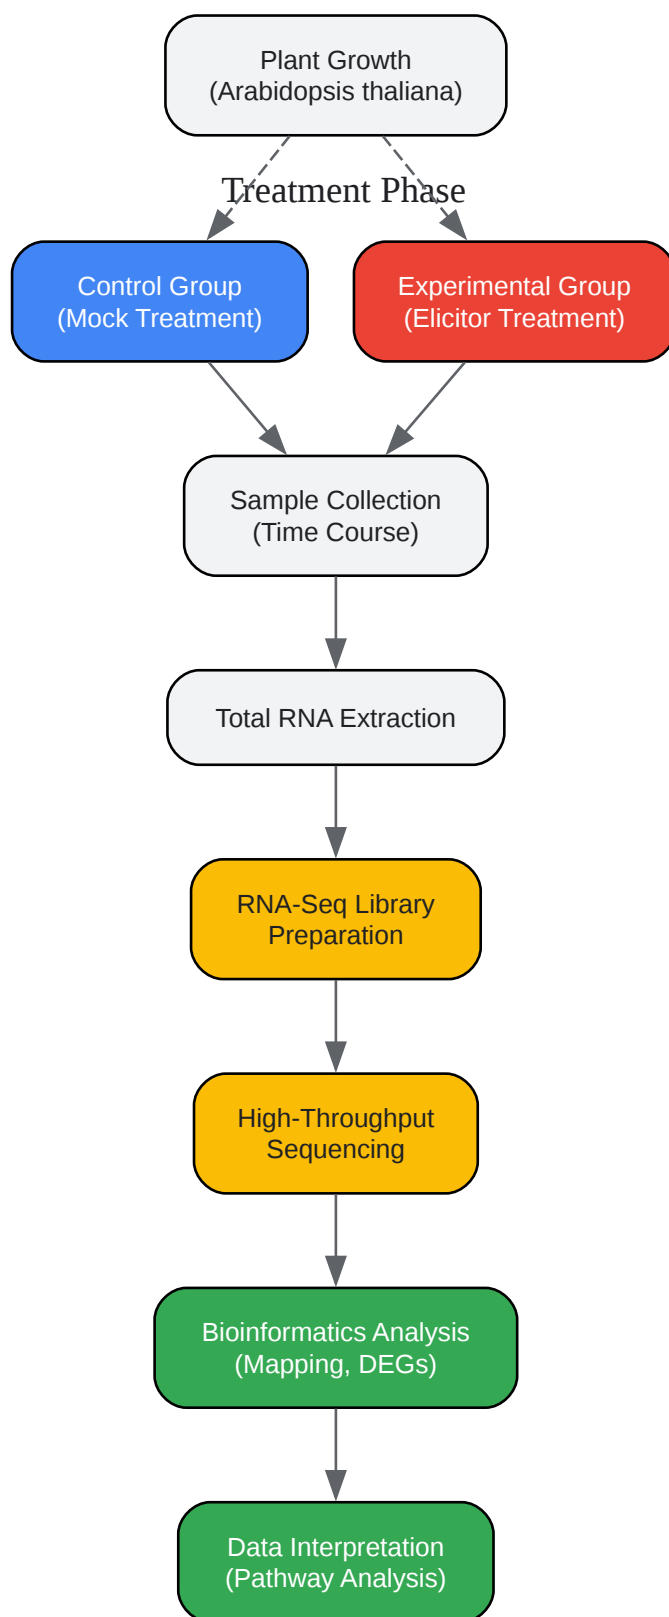 Plant Growth
(Arabidopsis thaliana)
Treatment Phase
Control Group
(Mock Treatment)
Experimental Group
(Elicitor Treatment)
Sample Collection
(Time Course)
Total RNA Extraction
RNA-Seq Library
Preparation
High-Throughput
Sequencing
Bioinformatics Analysis
(Mapping, DEGs)
Data Interpretation
(Pathway Analysis)